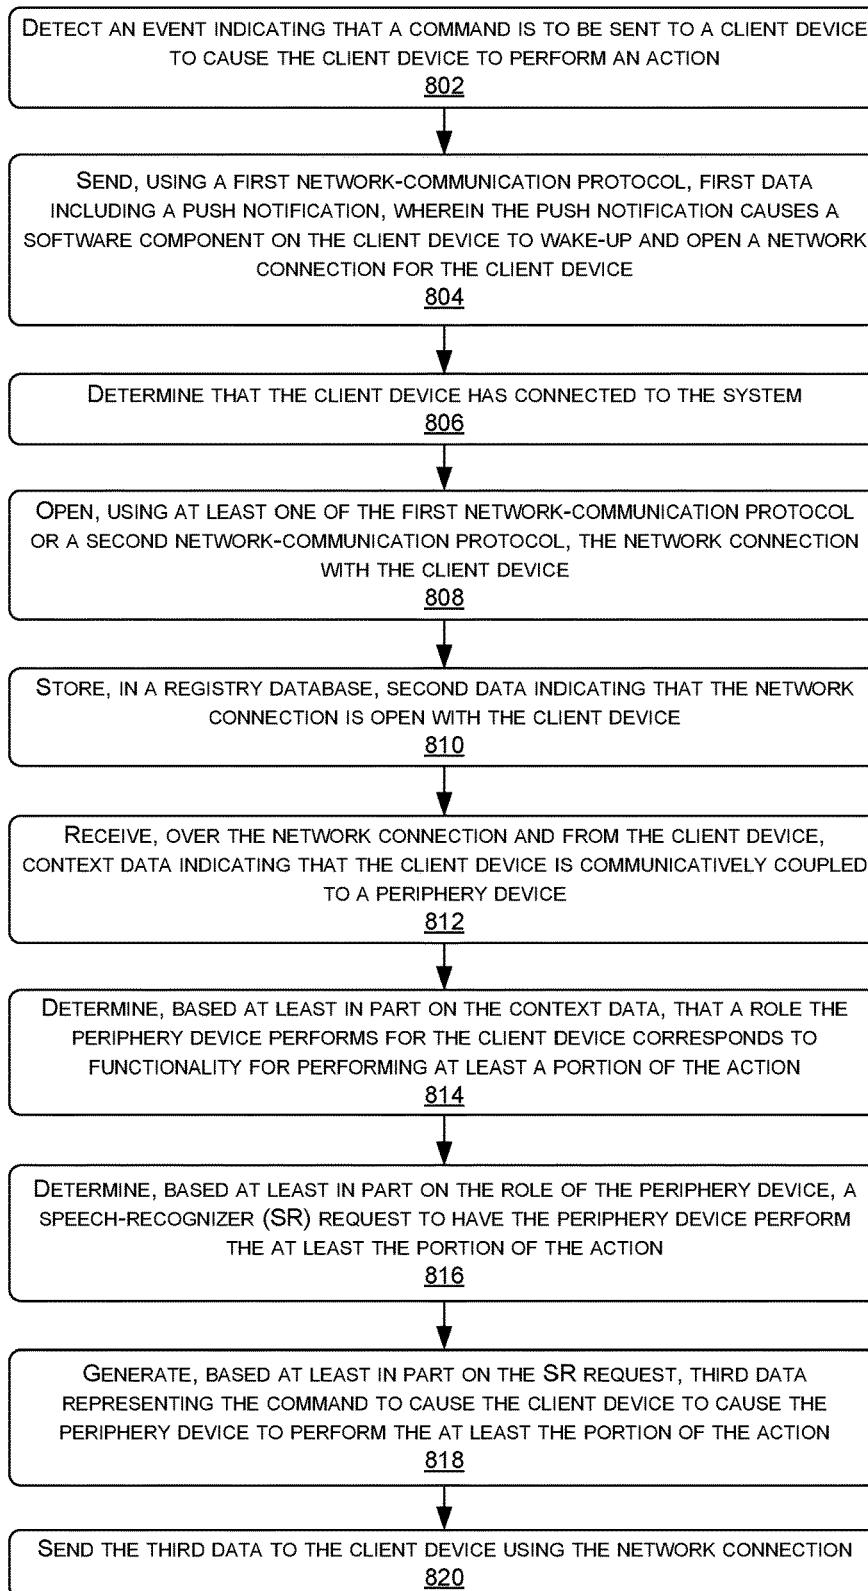 DETECT AN EVENT INDICATING THAT A COMMAND IS TO BE SENT TO A CLIENT DEVICE
TO CAUSE THE CLIENT DEVICE TO PERFORM AN ACTION
802
SEND, USING A FIRST NETWORK-COMMUNICATION PROTOCOL, FIRST DATA
INCLUDING A PUSH NOTIFICATION, WHEREIN THE PUSH NOTIFICATION CAUSES A
SOFTWARE COMPONENT ON THE CLIENT DEVICE TO WAKE-UP AND OPEN A NETWORK
CONNECTION FOR THE CLIENT DEVICE
804
DETERMINE THAT THE CLIENT DEVICE HAS CONNECTED TO THE SYSTEM
806
OPEN, USING AT LEAST ONE OF THE FIRST NETWORK-COMMUNICATION PROTOCOL
OR A SECOND NETWORK-COMMUNICATION PROTOCOL, THE NETWORK CONNECTION
WITH THE CLIENT DEVICE
808
STORE, IN A REGISTRY DATABASE, SECOND DATA INDICATING THAT THE NETWORK
CONNECTION IS OPEN WITH THE CLIENT DEVICE
810
RECEIVE, OVER THE NETWORK CONNECTION AND FROM THE CLIENT DEVICE,
CONTEXT DATA INDICATING THAT THE CLIENT DEVICE IS COMMUNICATIVELY COUPLED
TO A PERIPHERY DEVICE
812
DETERMINE, BASED AT LEAST IN PART ON THE CONTEXT DATA, THAT A ROLE THE
PERIPHERY DEVICE PERFORMS FOR THE CLIENT DEVICE CORRESPONDS TO
FUNCTIONALITY FOR PERFORMING AT LEAST A PORTION OF THE ACTION
814
DETERMINE, BASED AT LEAST IN PART ON THE ROLE OF THE PERIPHERY DEVICE, A
SPEECH-RECOGNIZER (SR) REQUEST TO HAVE THE PERIPHERY DEVICE PERFORM
THE AT LEAST THE PORTION OF THE ACTION
816
GENERATE, BASED AT LEAST IN PART ON THE SR REQUEST, THIRD DATA
REPRESENTING THE COMMAND TO CAUSE THE CLIENT DEVICE TO CAUSE THE
PERIPHERY DEVICE TO PERFORM THE AT LEAST THE PORTION OF THE ACTION
818
SEND THE THIRD DATA TO THE CLIENT DEVICE USING THE NETWORK CONNECTION
820